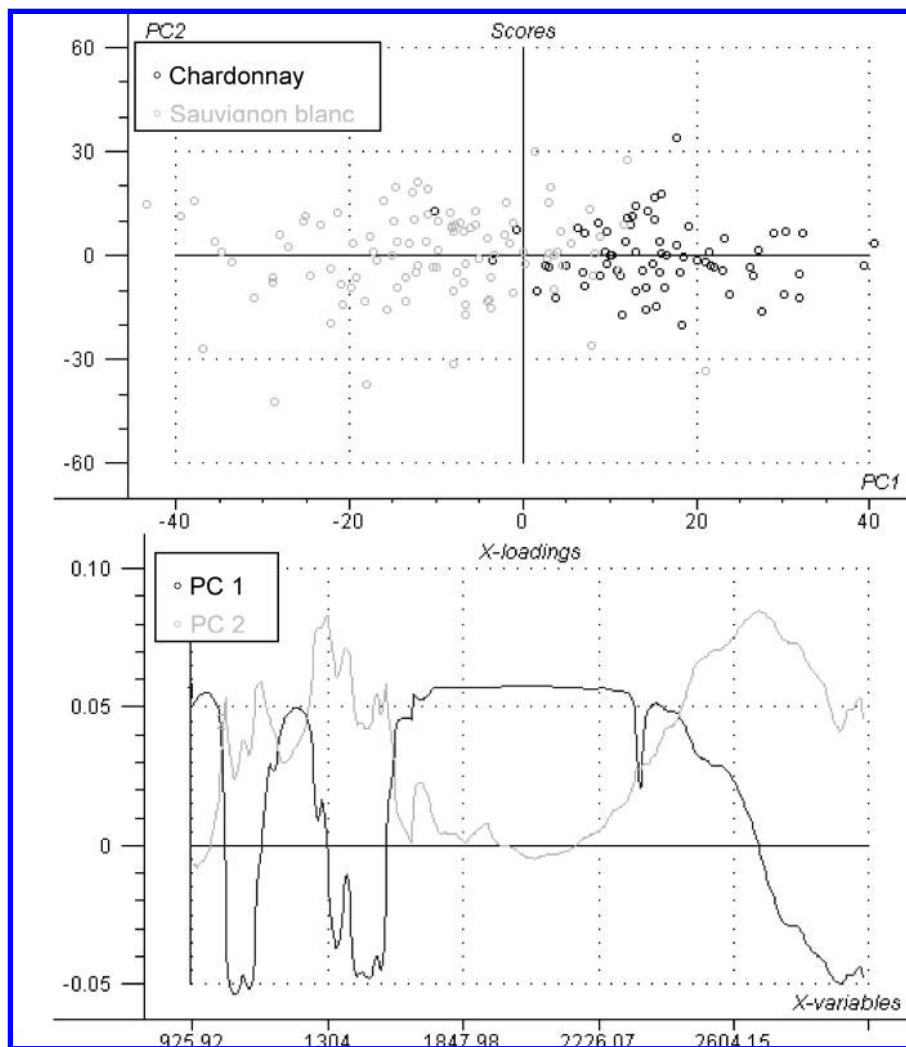 PC2 Scores
60
Chardonnay
Sauvignon blanc
30
0
-30
-60
PC1
-40 -20 0 20 40
X-loadings
0.10
PC 1
PC 2
0.05
0
-0.05
X-variables
925.92 1304 1847.98 2226.07 2604.15